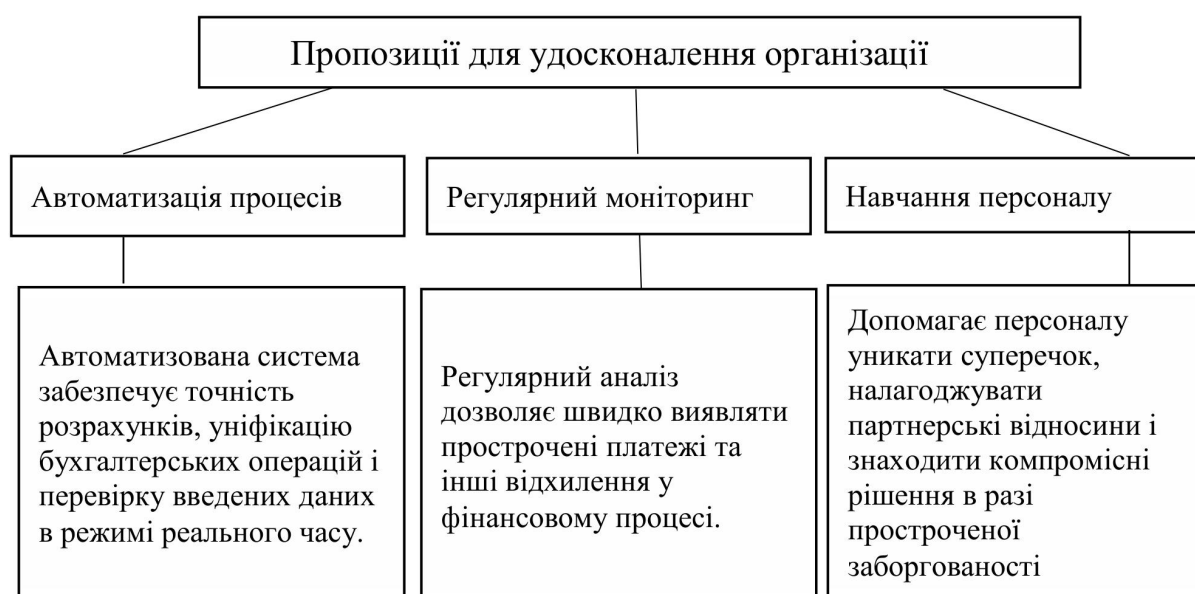 Пропозиції для удосконалення організації
Автоматизація процесів
Регулярний моніторинг
Навчання персоналу
Автоматизована система
забезпечує точність
розрахунків, уніфікацію
бухгалтерських операцій і
перевірку введених даних
в режимі реального часу.
Регулярний аналіз
дозволяє швидко виявляти
прострочені платежі та
інші відхилення у
фінансовому процесі.
Допомагає персоналу
уникати суперечок,
налагоджувати
партнерські відносини і
знаходити компромісні
рішення в разі
простроченої
заборгованості